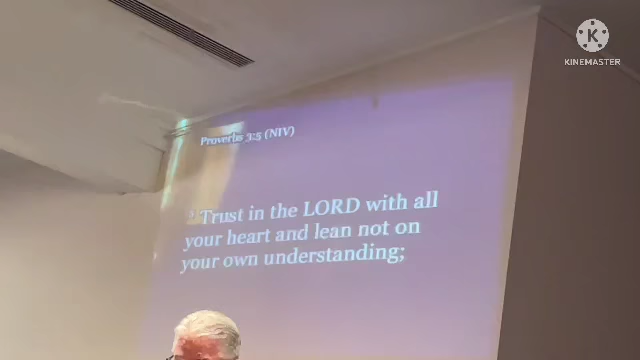 KINEMASTER
Proverbs 3:5 (NIV)
Trust in the LORD with all
your heart and lean not on
your own understanding;